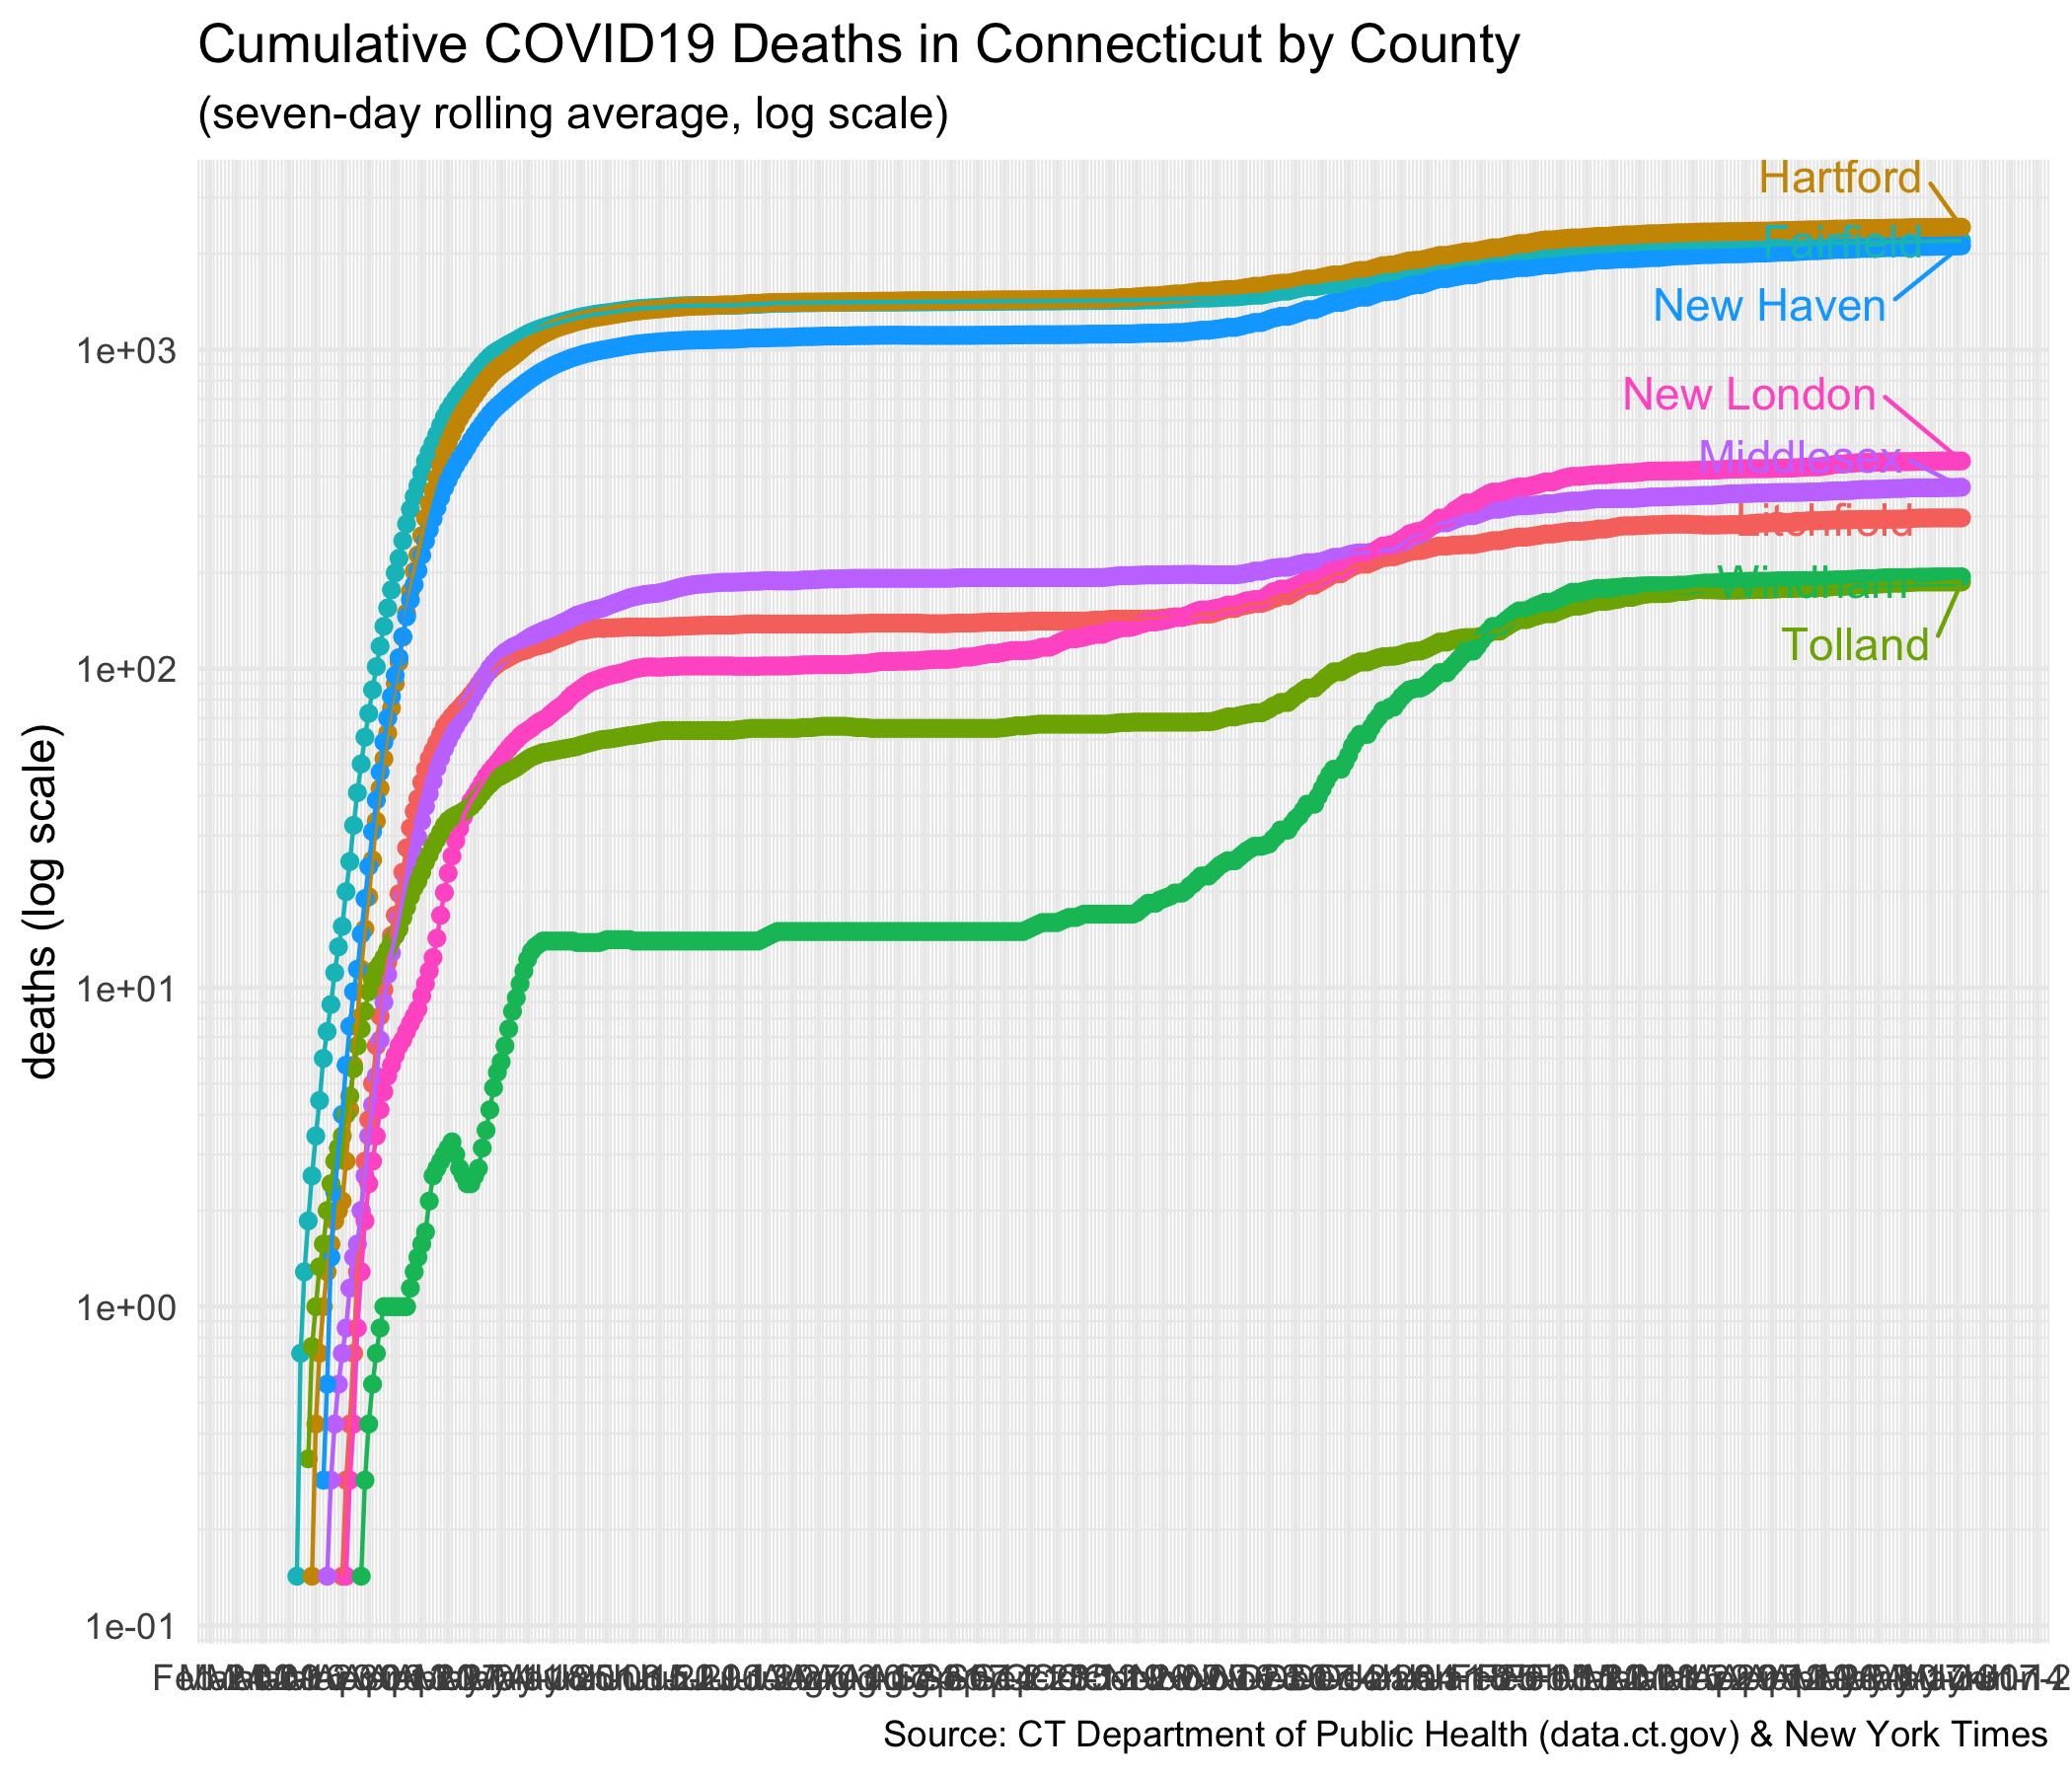 Cumulative COVID19 Deaths in Connecticut by County
(seven-day rolling average, log scale)
Hartford
Fairfield
New Haven
1e+03
New London
Middlesex
Litchfield
Windham
Tolland
1e+02
deaths (log scale)
1e+01
1e+00
1e-01
Source: CT Department of Public Health (data.ct.gov) & New York Times